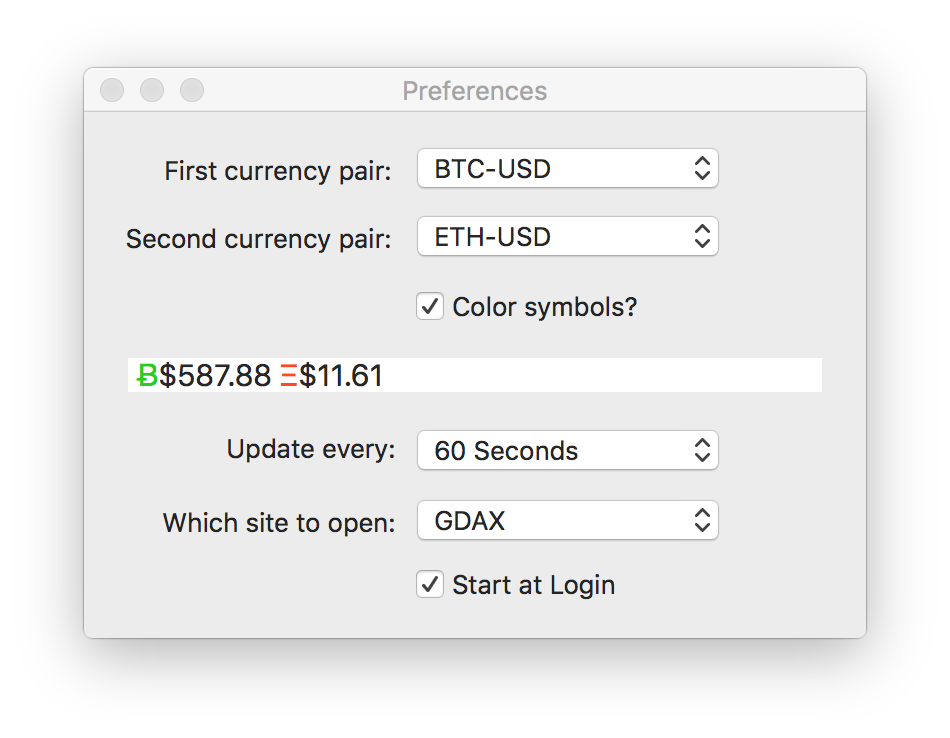 Preferences
First currency pair: BTC-USD
Second currency pair: ETH-USD
Color symbols?
Ƀ$587.88 Ξ$11.61
Update every: 60 Seconds
Which site to open: GDAX
Start at Login